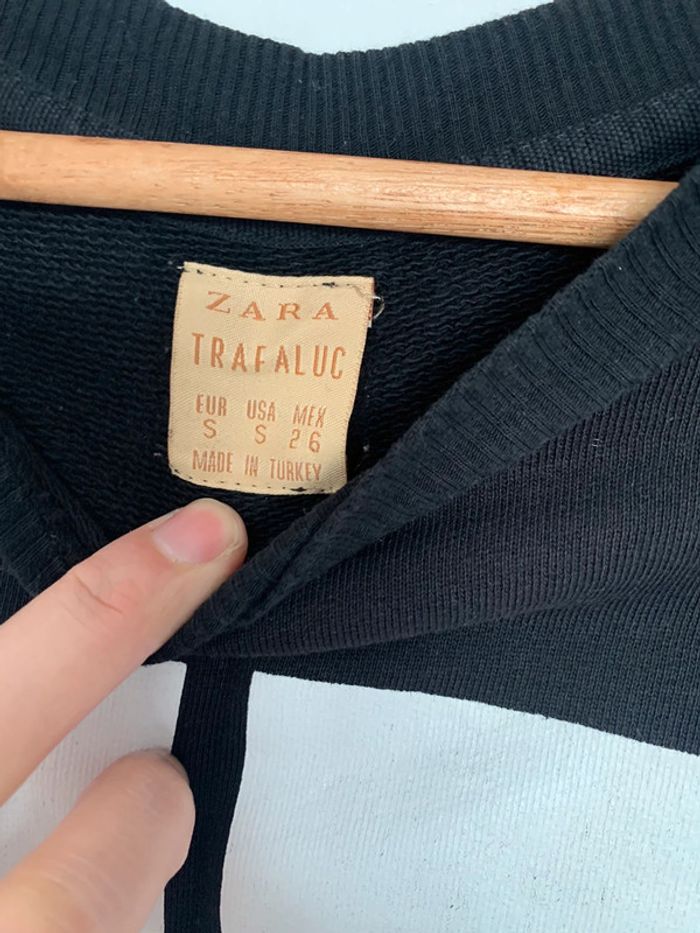 ZARA
TRAFALUC
EUR USA MEX
S S 26
MADE IN TURKEY